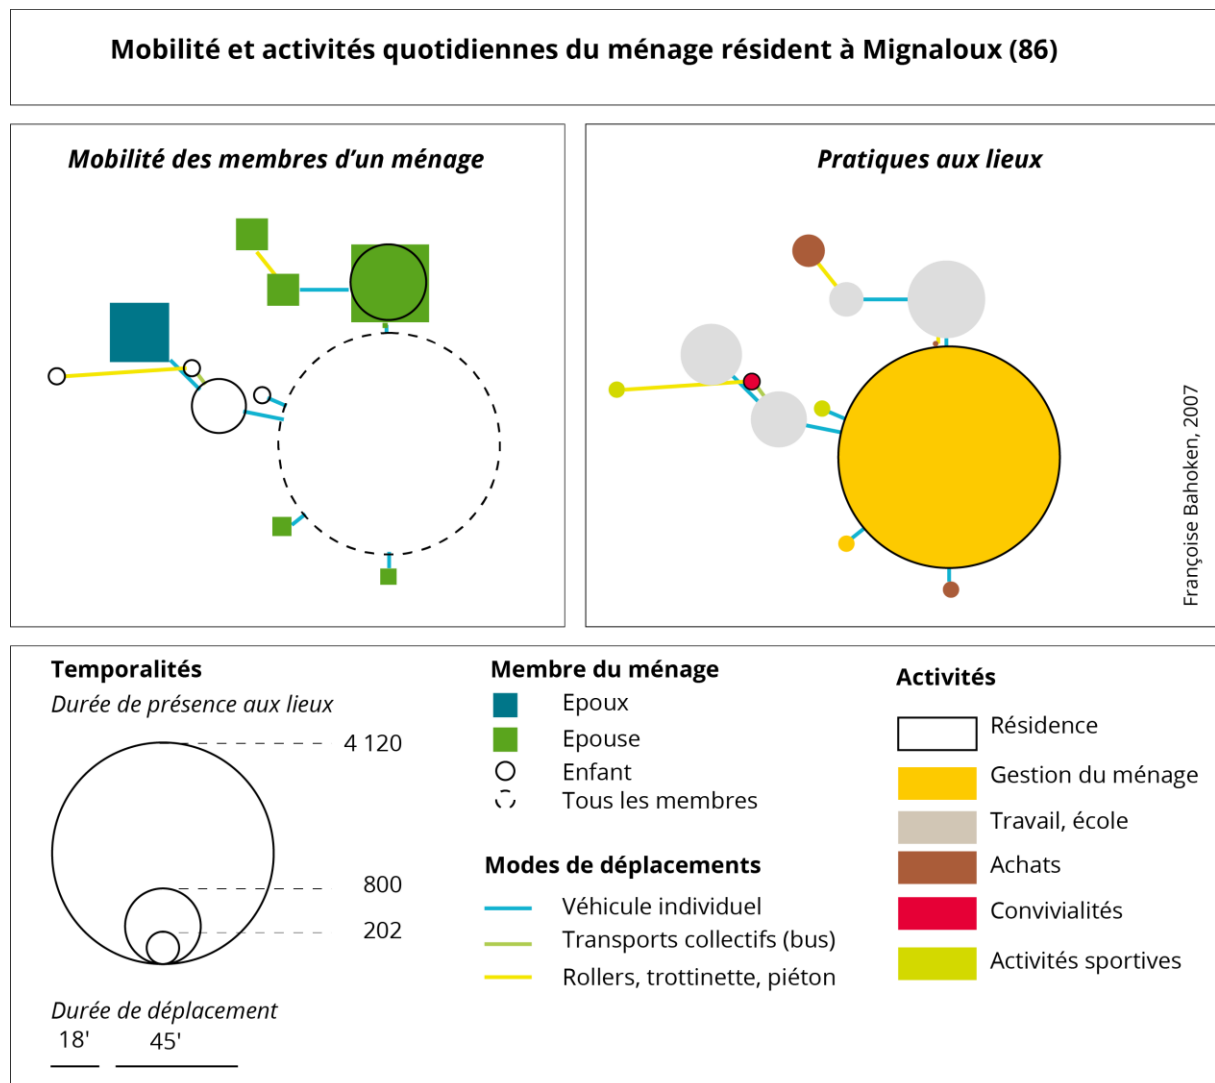 Mobilité et activités quotidiennes du ménage résident à Mignaloux (86)
Mobilité des membres d'un ménage
Pratiques aux lieux
Françoise Bahoken, 2007
Temporalités
Durée de présence aux lieux
4 120
800
202
Durée de déplacement
18'
45'
Membre du ménage
Epoux
Epouse
Enfant
Tous les membres
Modes de déplacements
Véhicule individuel
Transports collectifs (bus)
Rollers, trottinette, piéton
Activités
Résidence
Gestion du ménage
Travail, école
Achats
Convivialités
Activités sportives